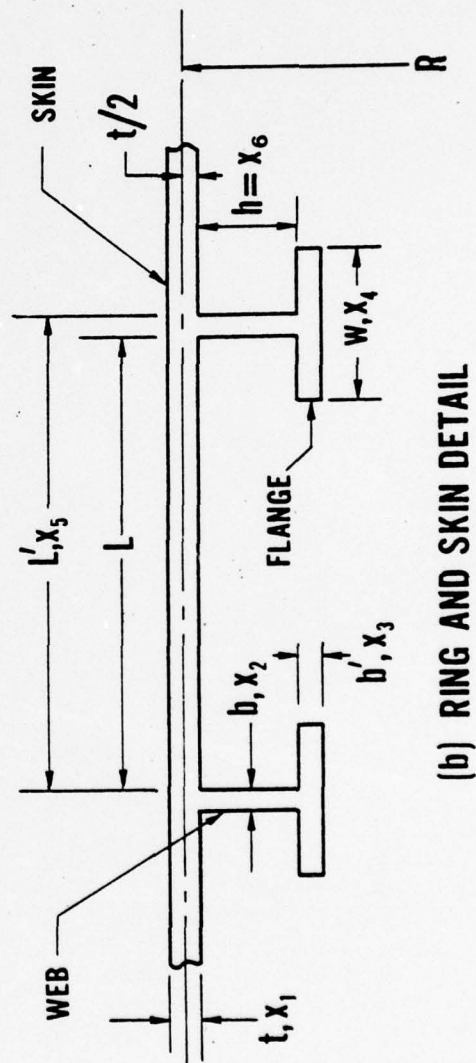 SKIN
t/2
L′, X₅
L
h = X₆
R
WEB
b, X₂
W, X₄
FLANGE
t, X₁
b′, X₃
(b) RING AND SKIN DETAIL